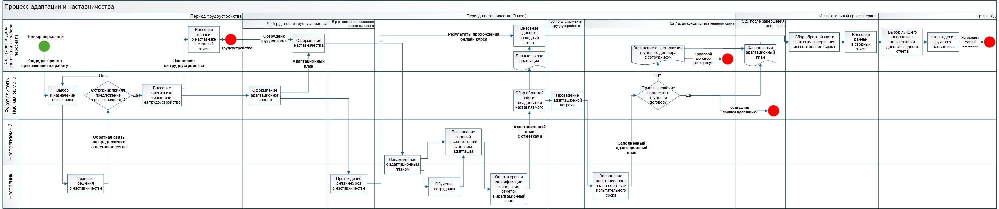 Процесс адаптации и наставничества
Период трудоустройства
Период наставничества (3 мес.)
Испытательный срок завершен
1 раз в год
До 5 р.д. после трудоустройства
5 р.д. после оформления
наставничества
30-40 д. с момента
трудоустройства
За 7 д. до конца испытательного срока
5 д. после завершения
исп. срока
Сотрудник отдела
адаптации и подбора
персонала
Подбор персонала
Кандидат принял
приглашение на работу
Внесение
данных
о наставнике
в сводный
отчет
Трудоустройство
Заявление
на трудоустройство
Сотрудник
трудоустроен
Оформление
наставничества
Адаптационный
план
Результаты прохождения
онлайн-курса
Внесение
данных
в сводный
отчет
Данные о ходе
адаптации
Заявление о расторжении
трудового договора
с сотрудником
Трудовой
договор
расторгнут
Заполненный
адаптационный
план
Сбор обратной связи
по итогам завершения
испытательного срока
Внесение
данных
в сводный
отчет
Выбор лучшего
наставника
на основании
данных сводного
отчета
Награждение
лучшего
наставника
Награжден
лучший
наставник
Руководитель
наставляемого
Выбор
и назначение
наставника
Нет
Сотрудник принял
предложение
о наставничестве?
Да
Внесение
наставника
в заявление
на трудоустройство
Оформление
адаптационног
о плана
Сбор обратной
связи
по адаптации
наставляемого
Проведение
адаптационной
встречи
Нет
Принято решение
продлевать
трудовой
договор?
Да
Сотрудник
прошел адаптацию
Наставляемый
Обратная связь
на предложение
о наставничестве
Выполнение
заданий
в соответствии
с планом
адаптации
Адаптационный
план
с отметками
Заполненный
адаптационный
план
Ознакомление
с адаптационным
планом
Наставник
Принятие
решения
о наставничестве
Прохождение
онлайн-курса
о наставничестве
Обучение
сотрудника
Оценка уровня
квалификации
и внесение
отметок
в адаптационный
план
Заполнение
адаптационного
плана по итогам
испытательного
срока